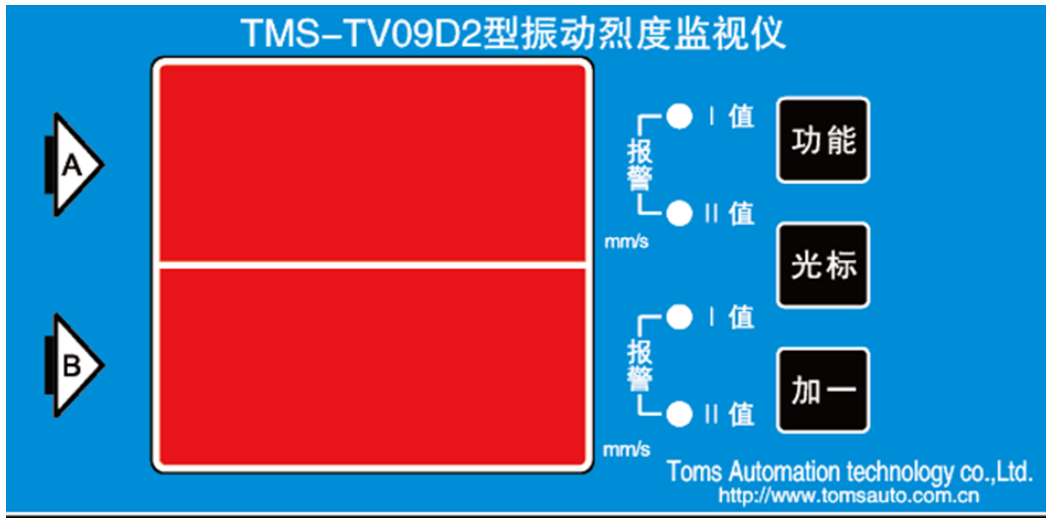 TMS-TV09D2型振动烈度监视仪
A
报警
I 值
II 值
mm/s
功能
光标
B
报警
I 值
II 值
mm/s
加一
Toms Automation technology co.,Ltd.
http://www.tomsauto.com.cn